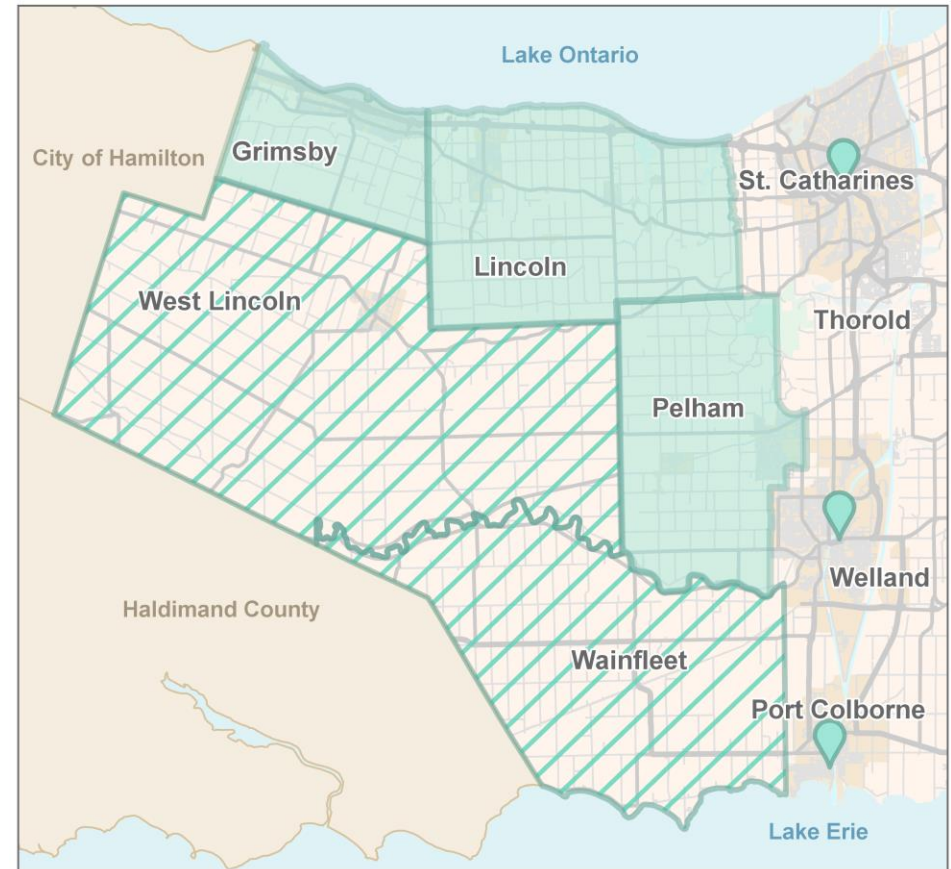 Lake Ontario
City of Hamilton
Grimsby
St. Catharines
Lincoln
West Lincoln
Thorold
Pelham
Welland
Haldimand County
Wainfleet
Port Colborne
Lake Erie